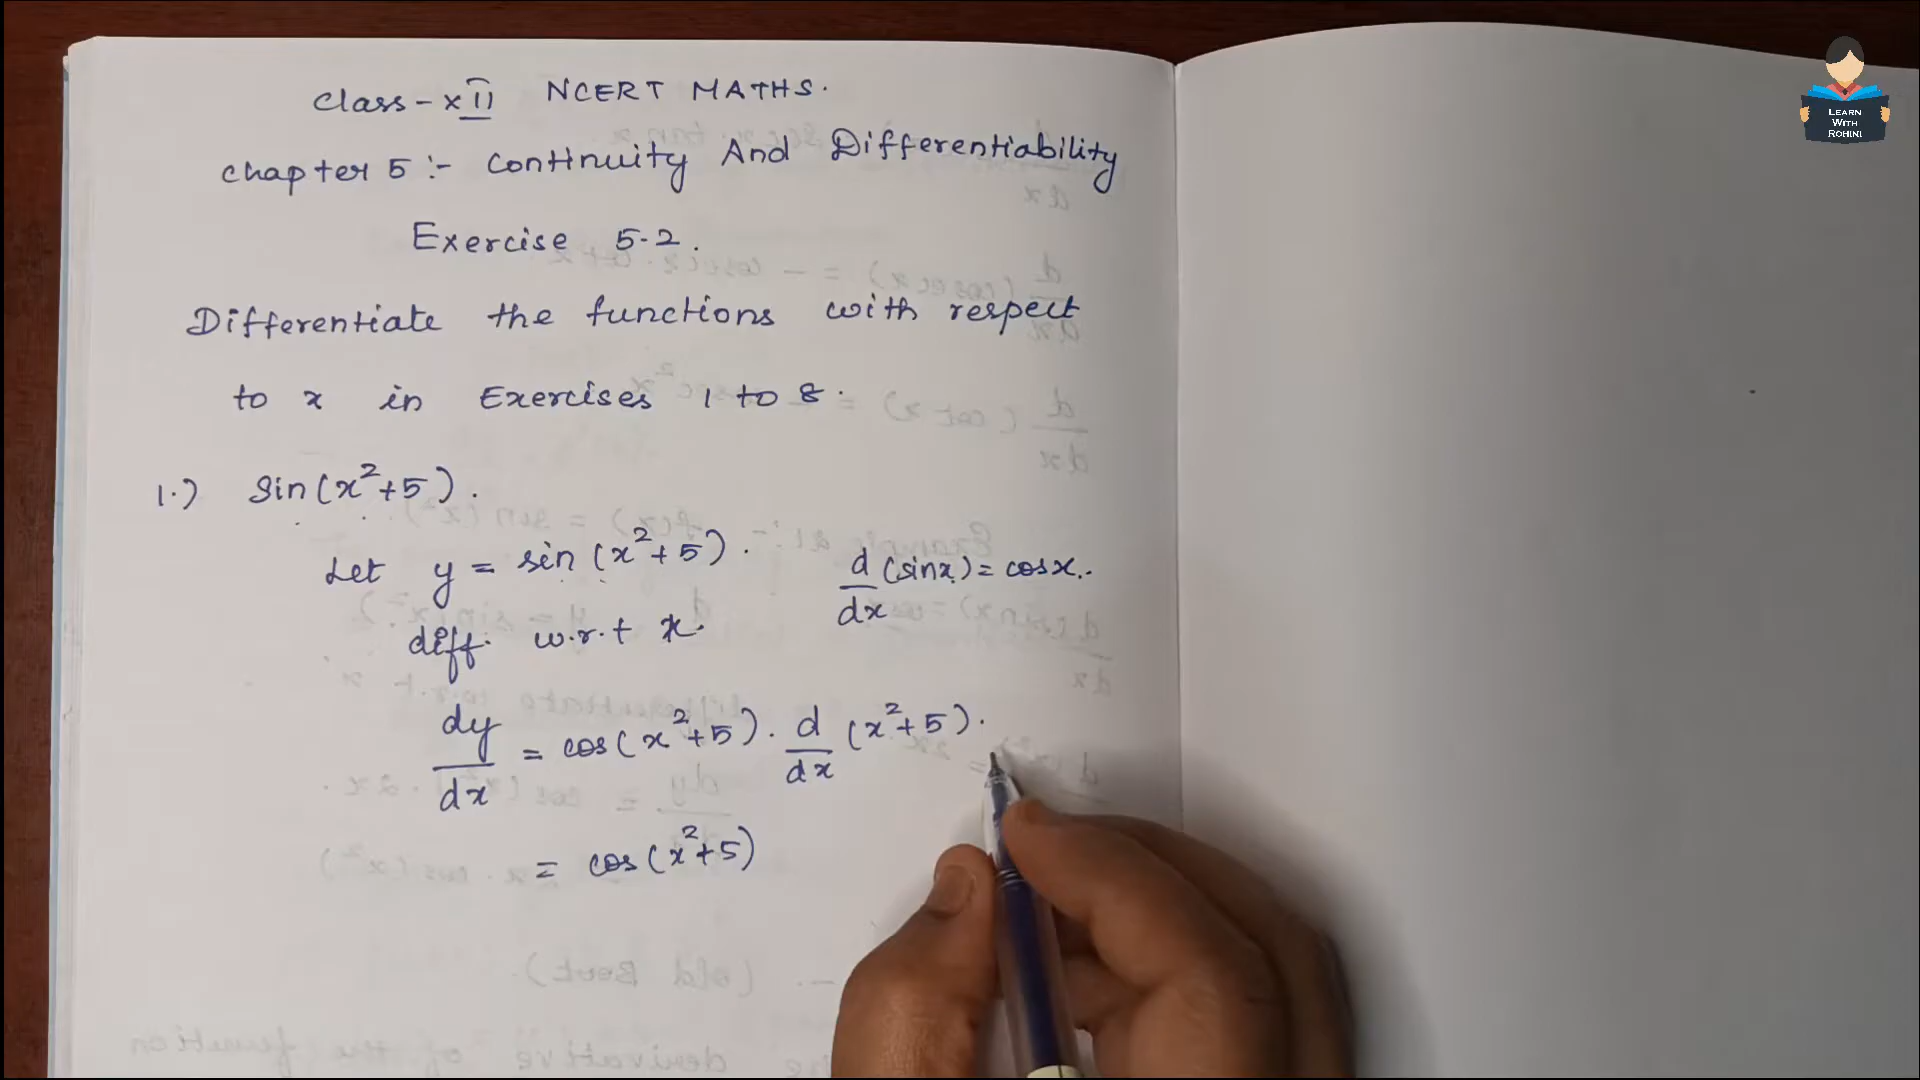 LEARN
WITH
ROHINI
Class - XII NCERT MATHS.
Chapter 5 :- Continuity And Differentiability
Exercise 5.2.
Differentiate the functions with respect
to x in Exercises 1 to 8.
1.) Sin(x²+5).
Let y = sin (x²+5).
d/dx (sinx) = cosx.
diff. w.r.t x.
dy/dx = cos(x²+5) . d/dx (x²+5).
= cos(x²+5)